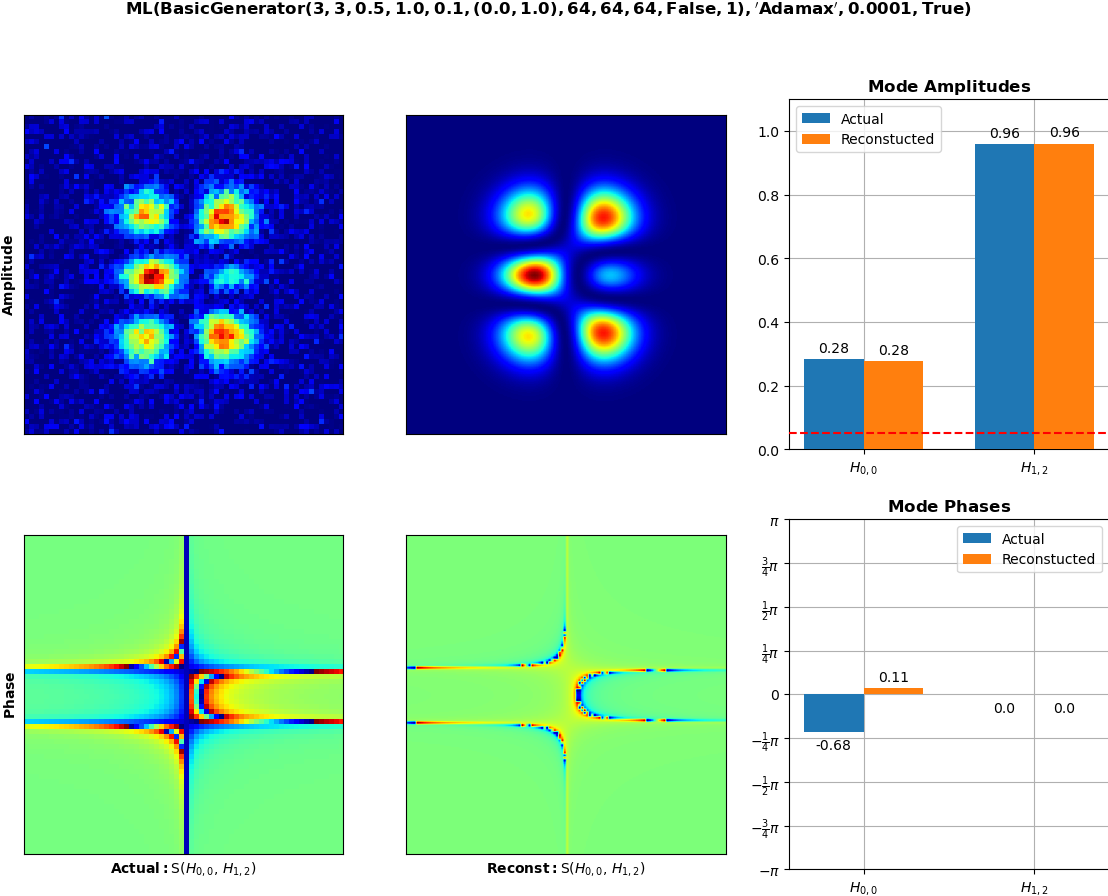 ML(BasicGenerator(3, 3, 0.5, 1.0, 0.1, (0.0, 1.0), 64, 64, 64, False, 1), ′Adamax′, 0.0001, True)
Amplitude
Mode Amplitudes
Actual
Reconstucted
1.0
0.8
0.6
0.4
0.2
0.0
0.28
0.28
0.96
0.96
H0, 0
H1, 2
Phase
Actual: S(H0, 0, H1, 2)
Reconst: S(H0, 0, H1, 2)
Mode Phases
Actual
Reconstucted
π
3/4π
1/2π
1/4π
0
−1/4π
−1/2π
−3/4π
−π
-0.68
0.11
0.0
0.0
H0, 0
H1, 2